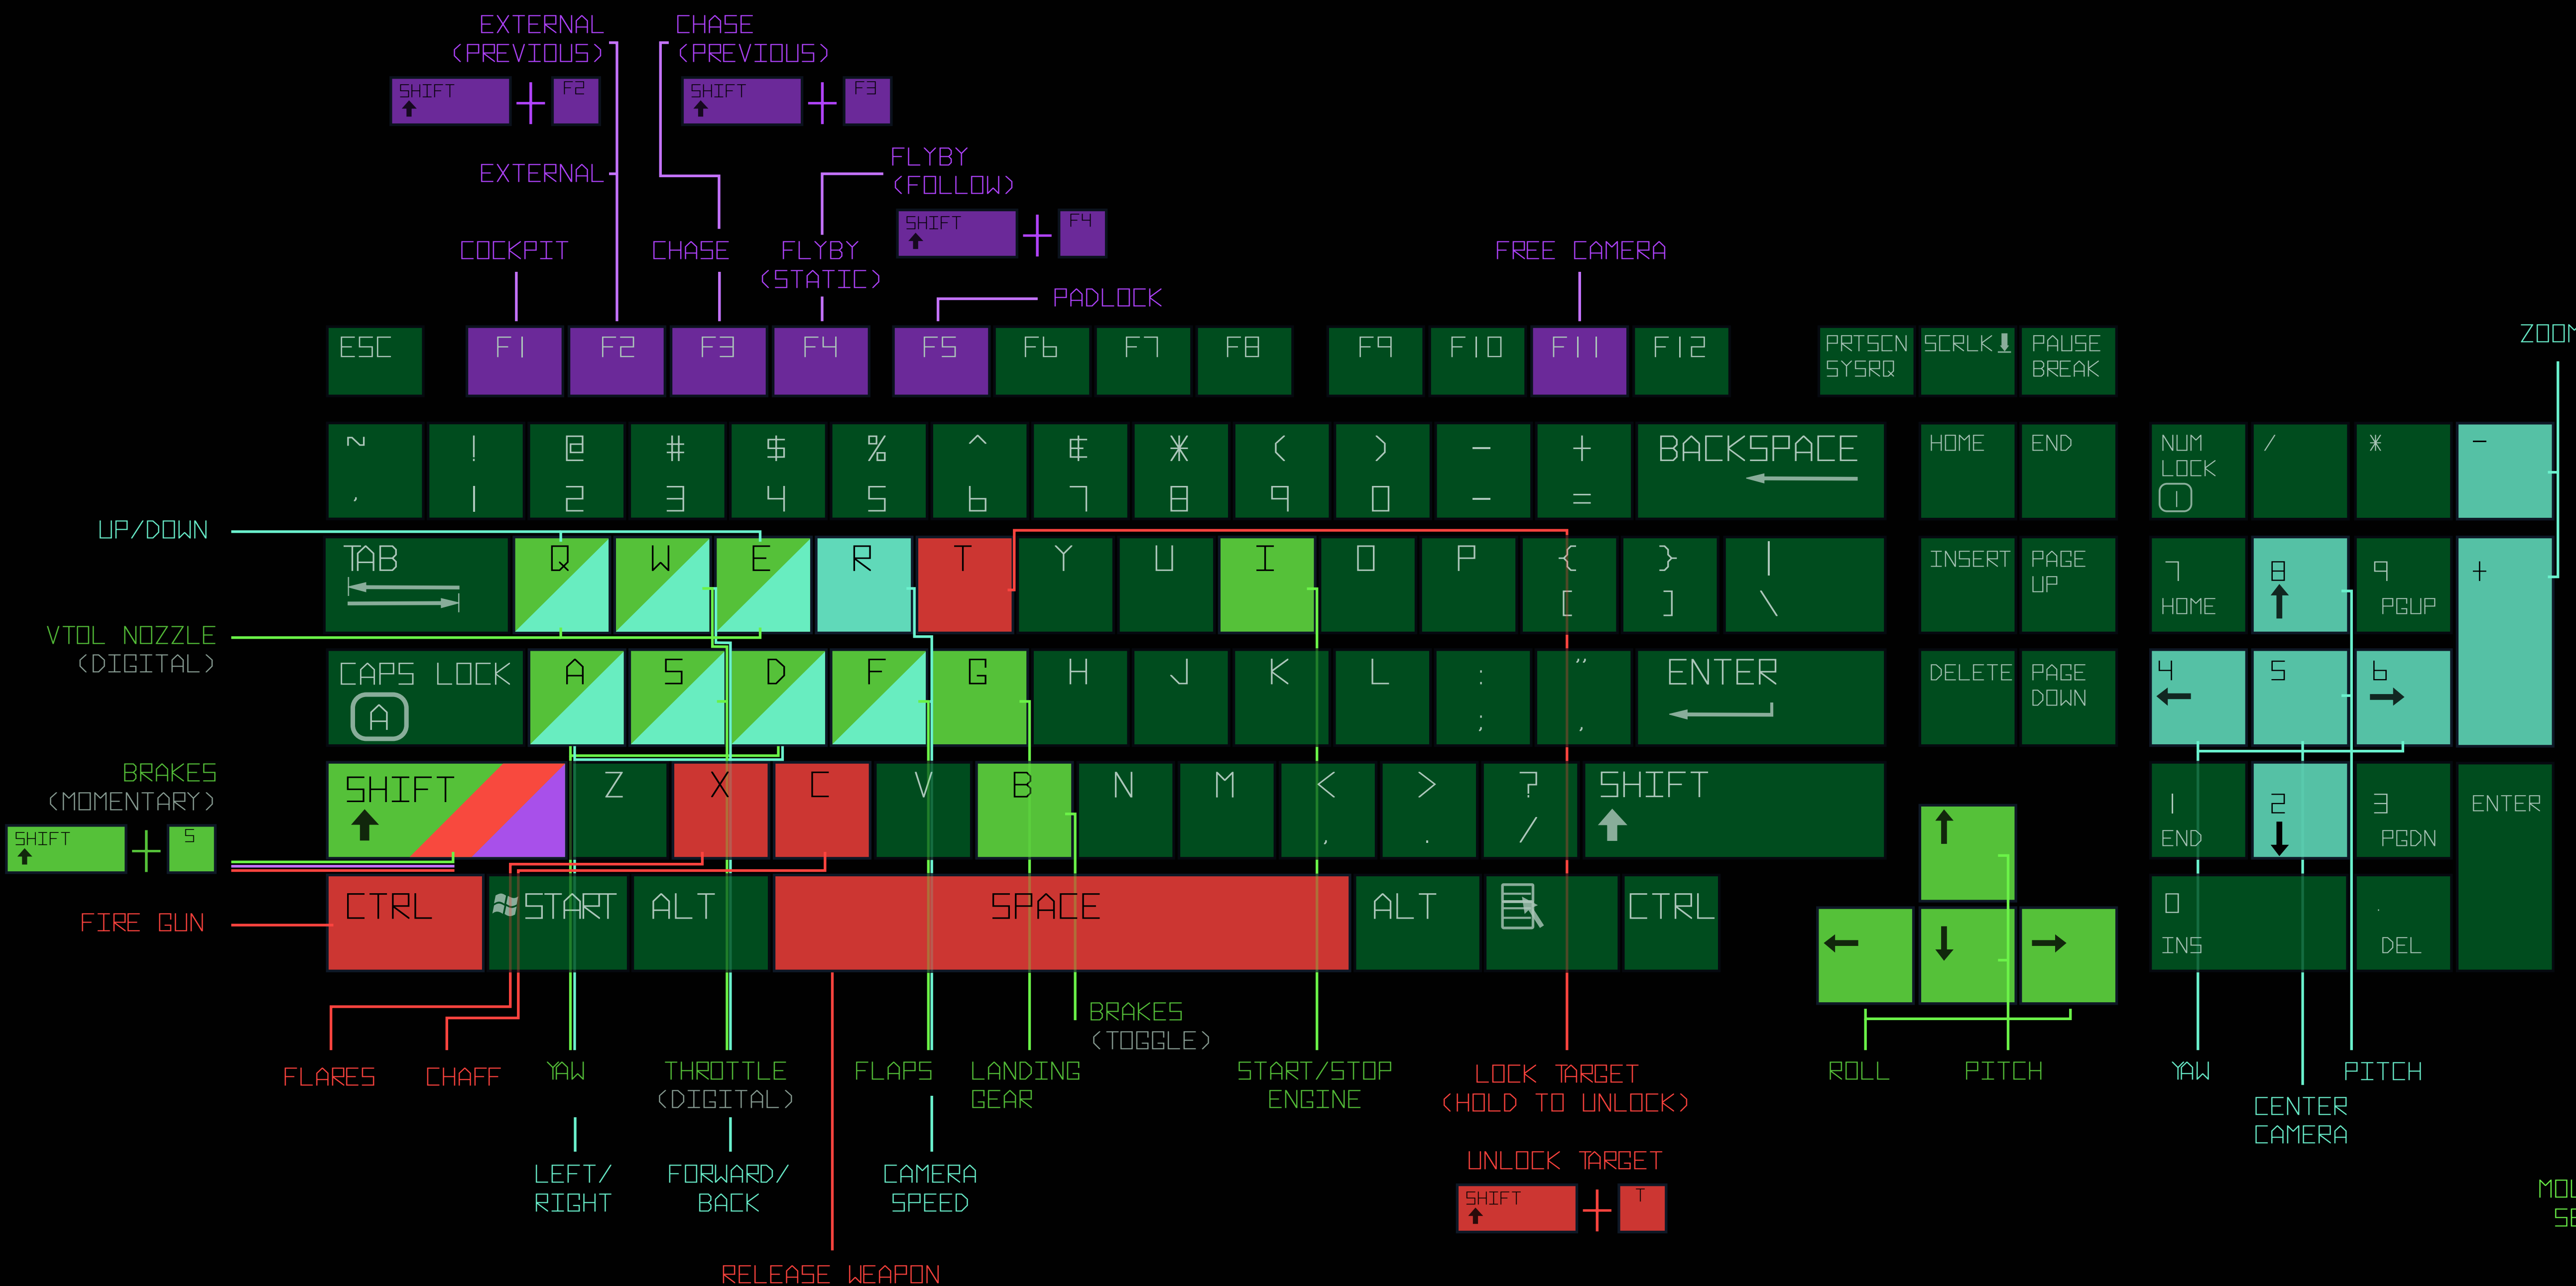 EXTERNAL
(PREVIOUS)
SHIFT + F2
CHASE
(PREVIOUS)
SHIFT + F3
EXTERNAL
FLYBY
(FOLLOW)
SHIFT + F4
COCKPIT
CHASE
FLYBY
(STATIC)
PADLOCK
FREE CAMERA
ZOOM
ESC F1 F2 F3 F4 F5 F6 F7 F8 F9 F10 F11 F12
PRTSCN SCRLK PAUSE
SYSRQ BREAK
~ ! @ # $ % ^ ¢ * ( ) - + BACKSPACE
, 1 2 3 4 5 6 7 8 9 0 - =
HOME END
NUM / * -
LOCK
1
UP/DOWN
TAB Q W E R T Y U I O P { } |
[ ] \
INSERT PAGE
UP
7 8 9 +
HOME PGUP
VTOL NOZZLE
(DIGITAL)
CAPS LOCK A S D F G H J K L : " ENTER
A ; ,
DELETE PAGE
DOWN
4 5 6
BRAKES
(MOMENTARY)
SHIFT + S
SHIFT Z X C V B N M < > ? SHIFT
, . /
1 2 3 ENTER
END PGDN
FIRE GUN
CTRL START ALT SPACE ALT CTRL
0 .
INS DEL
BRAKES
(TOGGLE)
FLARES
CHAFF
YAW
THROTTLE
(DIGITAL)
FLAPS
LANDING
GEAR
START/STOP
ENGINE
LOCK TARGET
(HOLD TO UNLOCK)
ROLL
PITCH
YAW
PITCH
CENTER
CAMERA
LEFT/
RIGHT
FORWARD/
BACK
CAMERA
SPEED
UNLOCK TARGET
SHIFT + T
RELEASE WEAPON